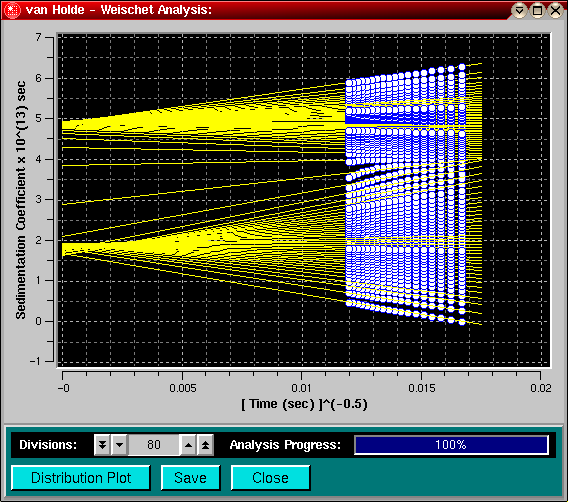 van Holde - Weischet Analysis:
7
6
5
4
3
2
1
0
-1
Sedimentation Coefficient x 10^(13) sec
-0 0.005 0.01 0.015 0.02
[ Time (sec) ]^(-0.5)
Divisions: 80 Analysis Progress: 100%
Distribution Plot Save Close